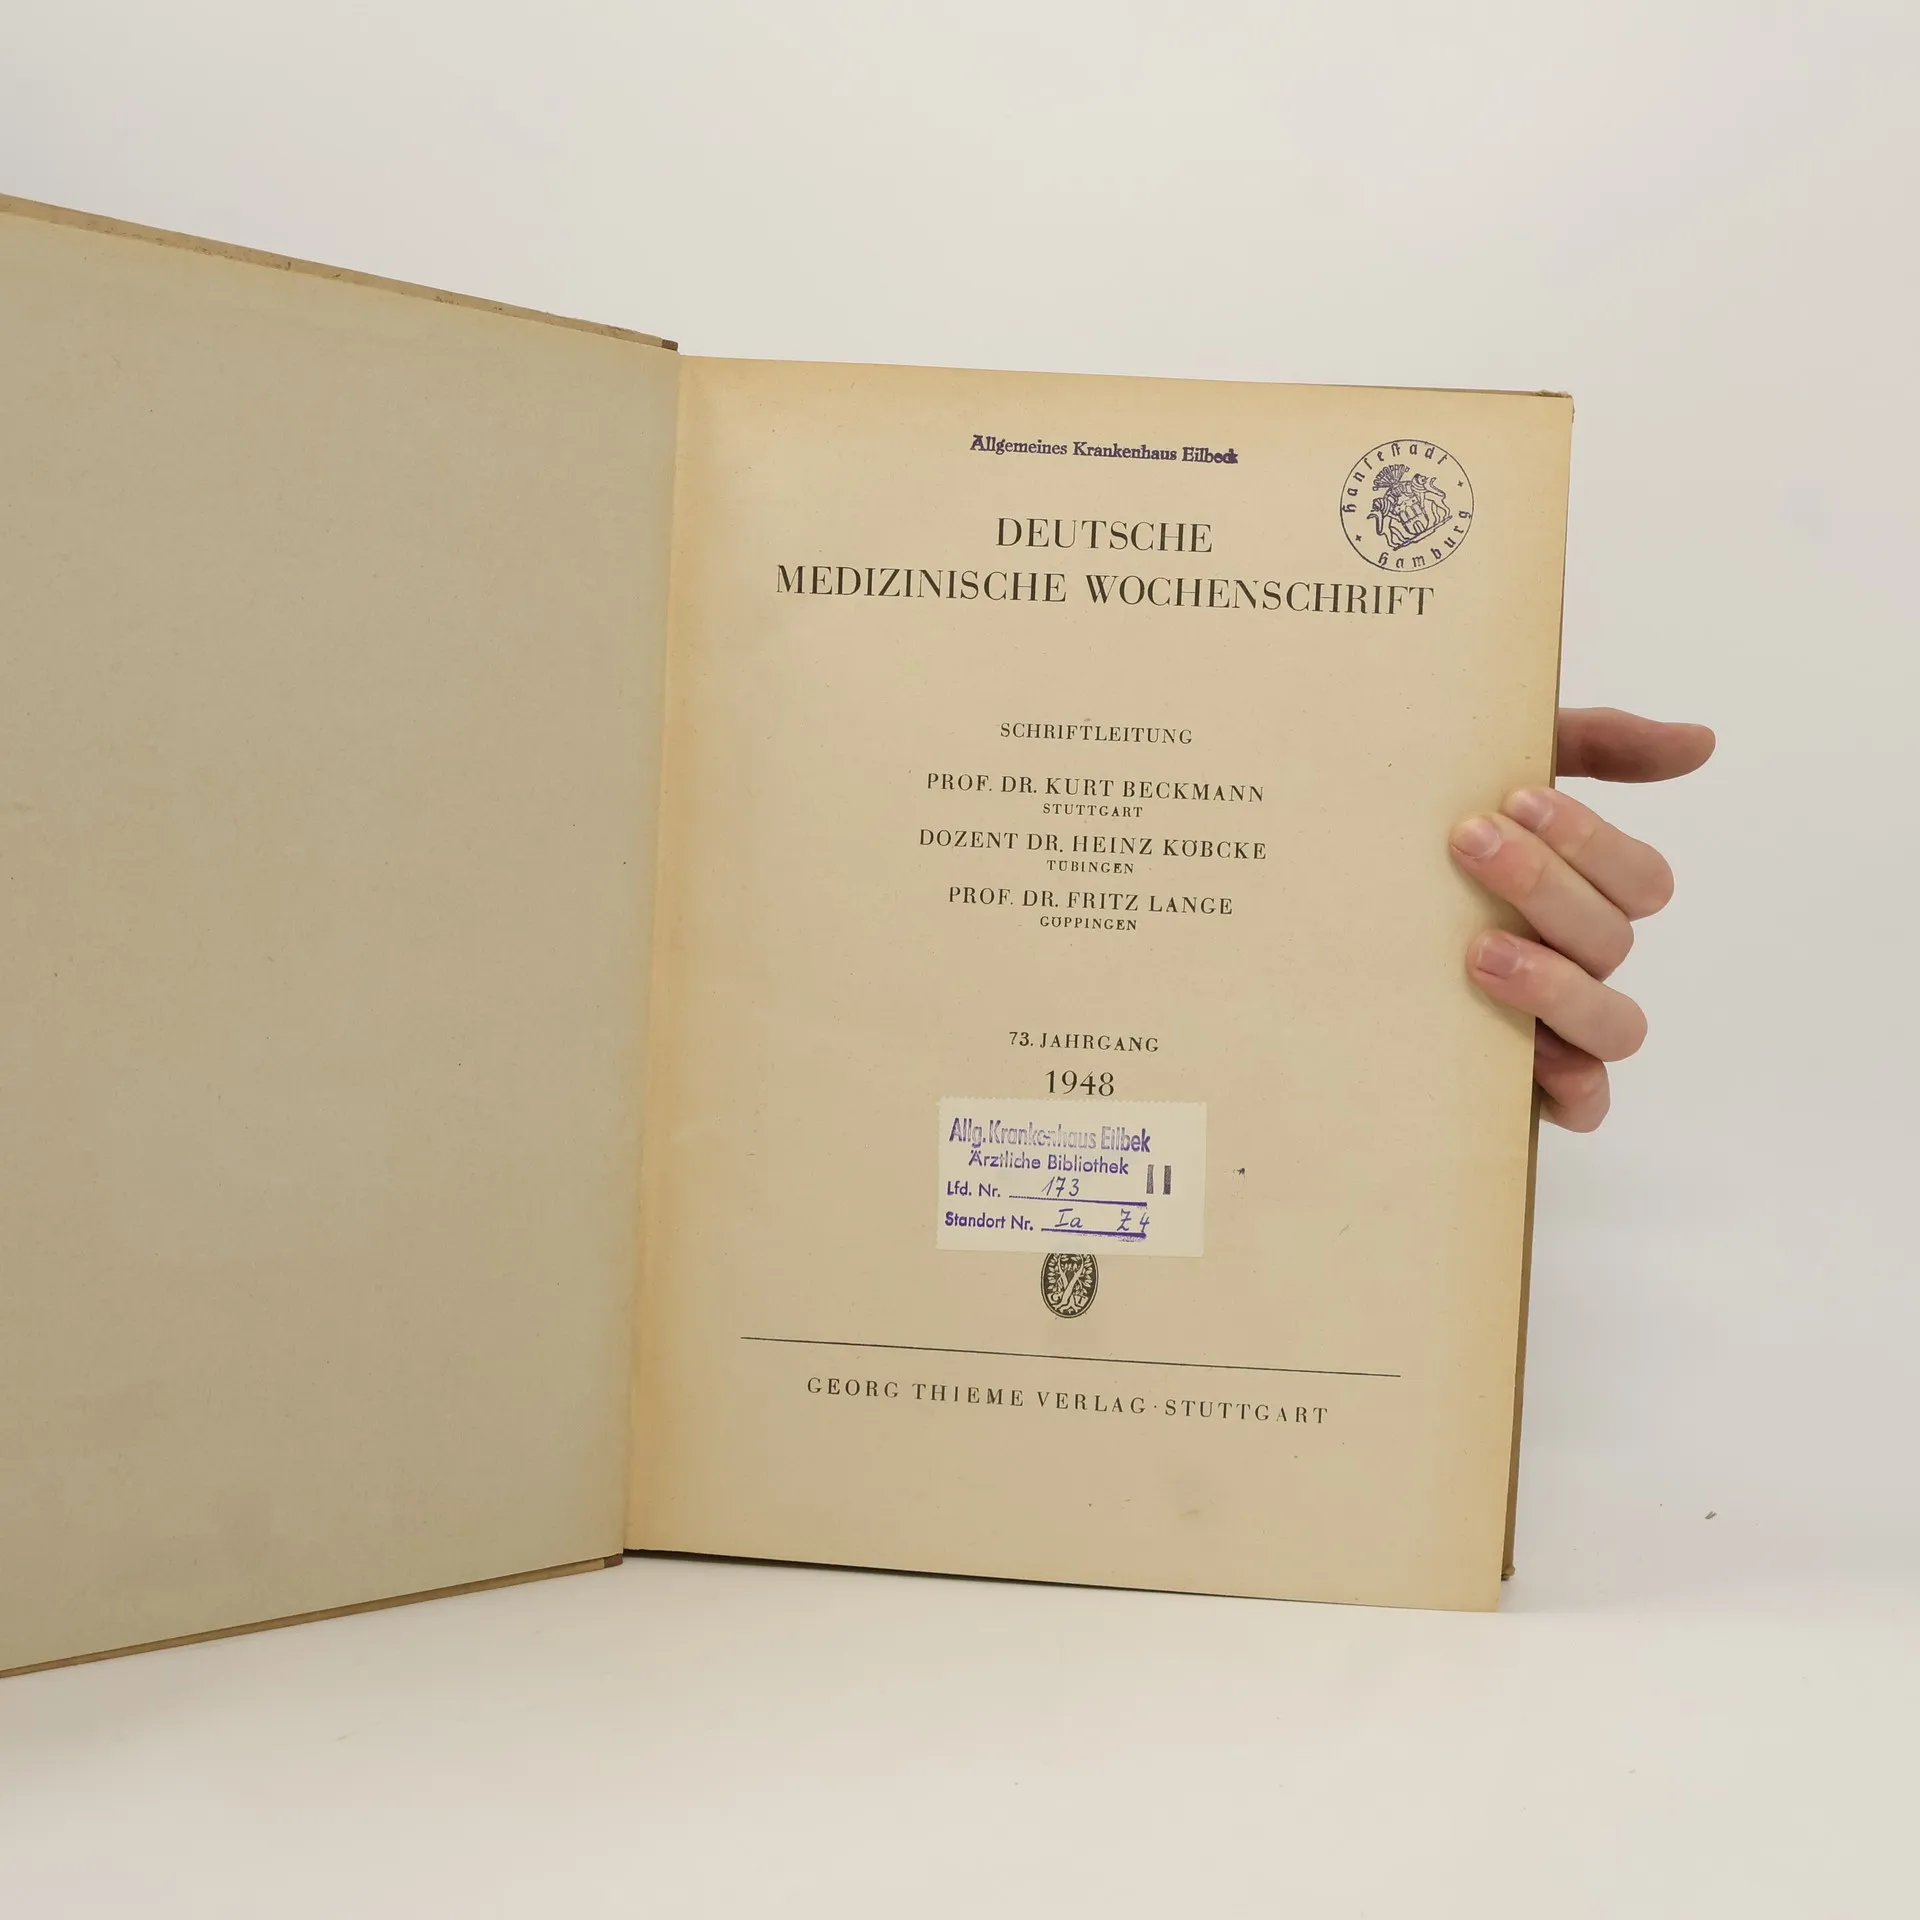 Allgemeines Krankenhaus Eilbeck
Hansestadt
Hamburg
DEUTSCHE
MEDIZINISCHE WOCHENSCHRIFT
SCHRIFTLEITUNG
PROF. DR. KURT BECKMANN
STUTTGART
DOZENT DR. HEINZ KÖBCKE
TÜBINGEN
PROF. DR. FRITZ LANGE
GÖPPINGEN
73. JAHRGANG
1948
Allg. Krankenhaus Eilbek
Ärztliche Bibliothek
Lfd. Nr. 173
Standort Nr. Ia Z4
GEORG THIEME VERLAG · STUTTGART